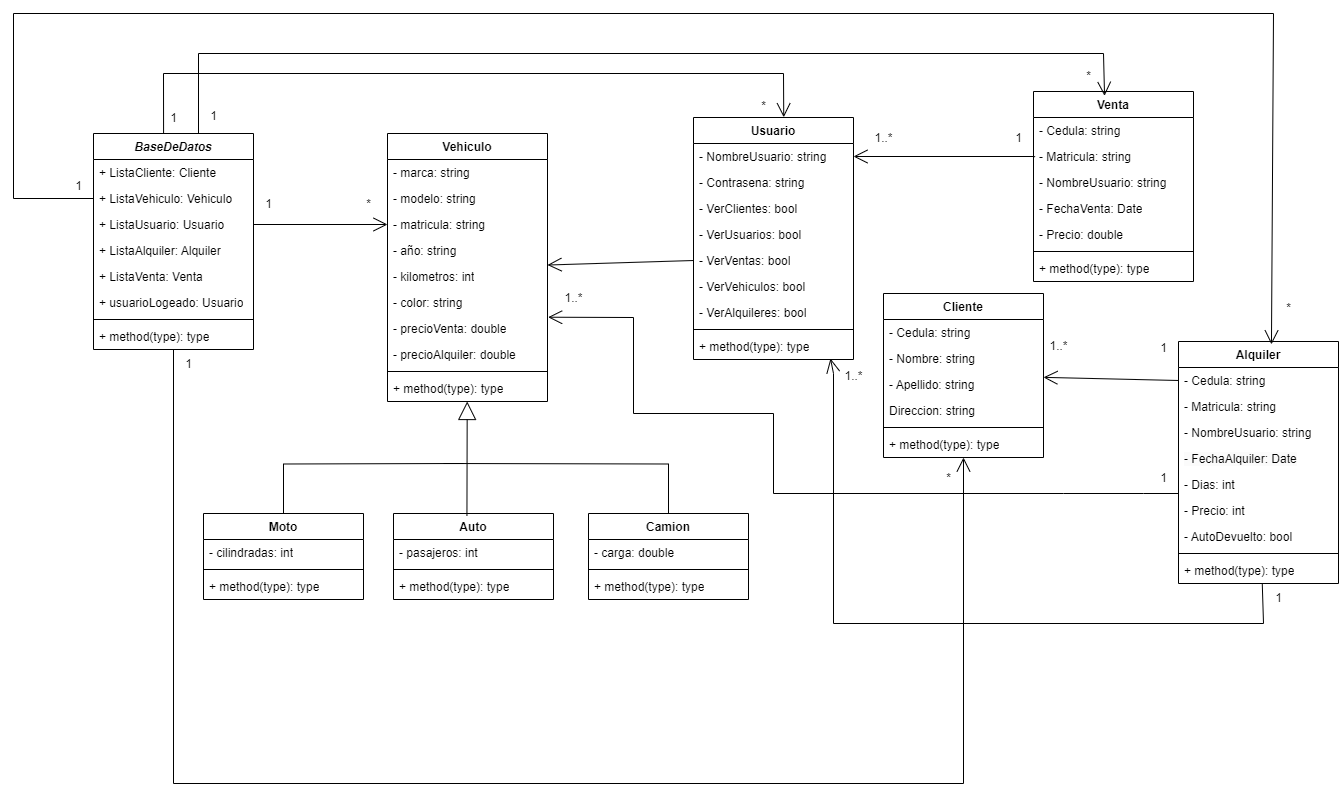 BaseDeDatos
+ ListaCliente: Cliente
+ ListaVehiculo: Vehiculo
+ ListaUsuario: Usuario
+ ListaAlquiler: Alquiler
+ ListaVenta: Venta
+ usuarioLogeado: Usuario
+ method(type): type
1
1
1
1
*
1
Vehiculo
- marca: string
- modelo: string
- matricula: string
- año: string
- kilometros: int
- color: string
- precioVenta: double
- precioAlquiler: double
+ method(type): type
1..*
*
Usuario
- NombreUsuario: string
- Contrasena: string
- VerClientes: bool
- VerUsuarios: bool
- VerVentas: bool
- VerVehiculos: bool
- VerAlquileres: bool
+ method(type): type
1..*
1
1..*
*
Venta
- Cedula: string
- Matricula: string
- NombreUsuario: string
- FechaVenta: Date
- Precio: double
+ method(type): type
Cliente
- Cedula: string
- Nombre: string
- Apellido: string
Direccion: string
+ method(type): type
1..*
1
*
1
*
Alquiler
- Cedula: string
- Matricula: string
- NombreUsuario: string
- FechaAlquiler: Date
- Dias: int
- Precio: int
- AutoDevuelto: bool
+ method(type): type
1
Moto
- cilindradas: int
+ method(type): type
Auto
- pasajeros: int
+ method(type): type
Camion
- carga: double
+ method(type): type